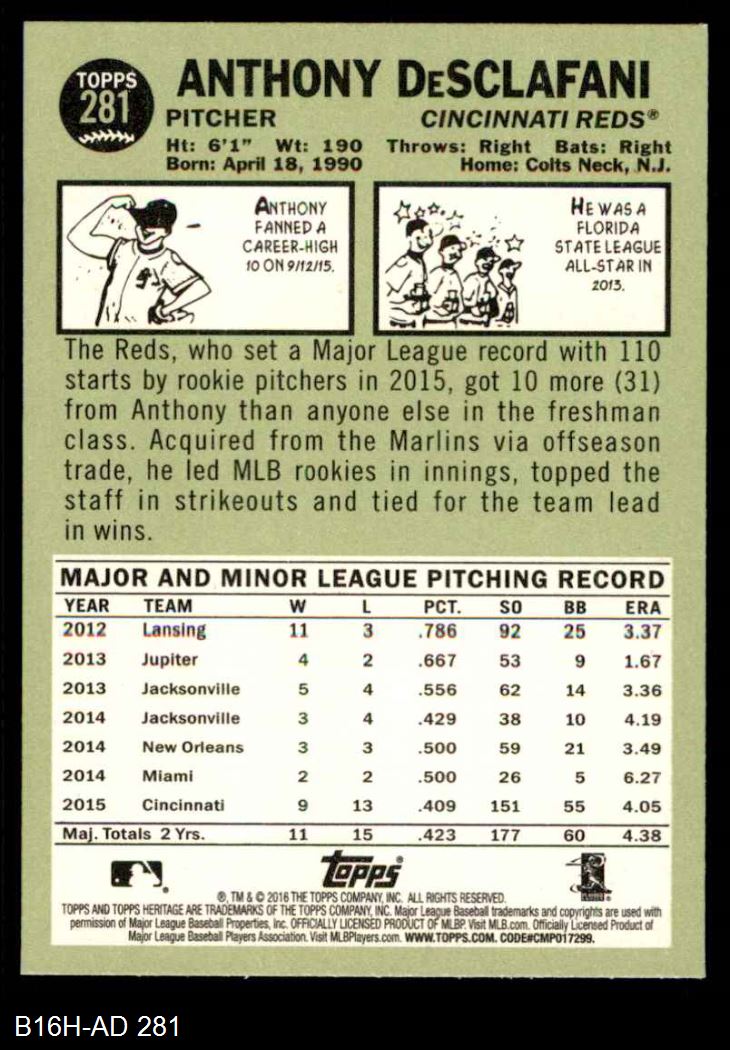 TOPPS
281
ANTHONY DeSCLAFANI
PITCHER CINCINNATI REDS®
Ht: 6'1" Wt: 190 Throws: Right Bats: Right
Born: April 18, 1990 Home: Colts Neck, N.J.
ANTHONY
FANNED A
CAREER-HIGH
10 ON 9/12/15.
HE WAS A
FLORIDA
STATE LEAGUE
ALL-STAR IN
2013.
The Reds, who set a Major League record with 110
starts by rookie pitchers in 2015, got 10 more (31)
from Anthony than anyone else in the freshman
class. Acquired from the Marlins via offseason
trade, he led MLB rookies in innings, topped the
staff in strikeouts and tied for the team lead
in wins.
MAJOR AND MINOR LEAGUE PITCHING RECORD
YEAR TEAM W L PCT. SO BB ERA
2012 Lansing 11 3 .786 92 25 3.37
2013 Jupiter 4 2 .667 53 9 1.67
2013 Jacksonville 5 4 .556 62 14 3.36
2014 Jacksonville 3 4 .429 38 10 4.19
2014 New Orleans 3 3 .500 59 21 3.49
2014 Miami 2 2 .500 26 5 6.27
2015 Cincinnati 9 13 .409 151 55 4.05
Maj. Totals 2 Yrs. 11 15 .423 177 60 4.38
Topps®
®, TM & © 2016 THE TOPPS COMPANY, INC. ALL RIGHTS RESERVED.
TOPPS AND TOPPS HERITAGE ARE TRADEMARKS OF THE TOPPS COMPANY, INC. Major League Baseball trademarks and copyrights are used with
permission of Major League Baseball Properties, Inc. OFFICIALLY LICENSED PRODUCT OF MLBP. Visit MLB.com. Officially Licensed Product of
Major League Baseball Players Association. Visit MLBPlayers.com. WWW.TOPPS.COM. CODE#CMP017299.
B16H-AD 281